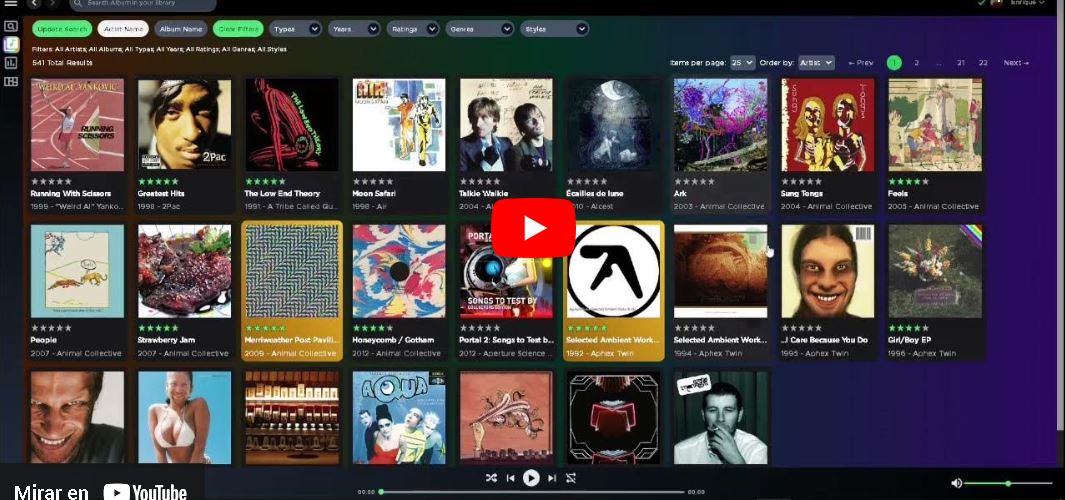 Search Album in your library
Enrique
Update Search Artist Name Album Name Clear Filters Types Years Ratings Genres Styles
Filters: All Artists; All Albums; All Types; All Years; All Ratings; All Genres; All Styles
541 Total Results
Items per page: 25 Order by: Artist ← Prev 1 2 ... 21 22 Next →
"WEIRD AL" YANKOVIC
RUNNING SCISSORS
2Pac
AIR
Running With Scissors Greatest Hits The Low End Theory Moon Safari Talkie Walkie Écailles de lune Ark Sung Tongs Feels
1999 - "Weird Al" Yanko... 1998 - 2Pac 1991 - A Tribe Called Qu... 1998 - Air 2004 - Ai 2010 - Alcest 2003 - Animal Collective 2004 - Animal Collective 2005 - Animal Collective
PORTA
SONGS TO TEST BY
COLLECTORS EDITION
People Strawberry Jam Merriweather Post Pavili... Honeycomb / Gotham Portal 2: Songs to Test b... Selected Ambient Work... Selected Ambient Work... ...I Care Because You Do Girl/Boy EP
2007 - Animal Collective 2007 - Animal Collective 2009 - Animal Collective 2012 - Animal Collective 2012 - Aperture Science ... 1992 - Aphex Twin 1994 - Aphex Twin 1995 - Aphex Twin 1996 - Aphex Twin
AQUA
Mirar en YouTube
00:00 00:00